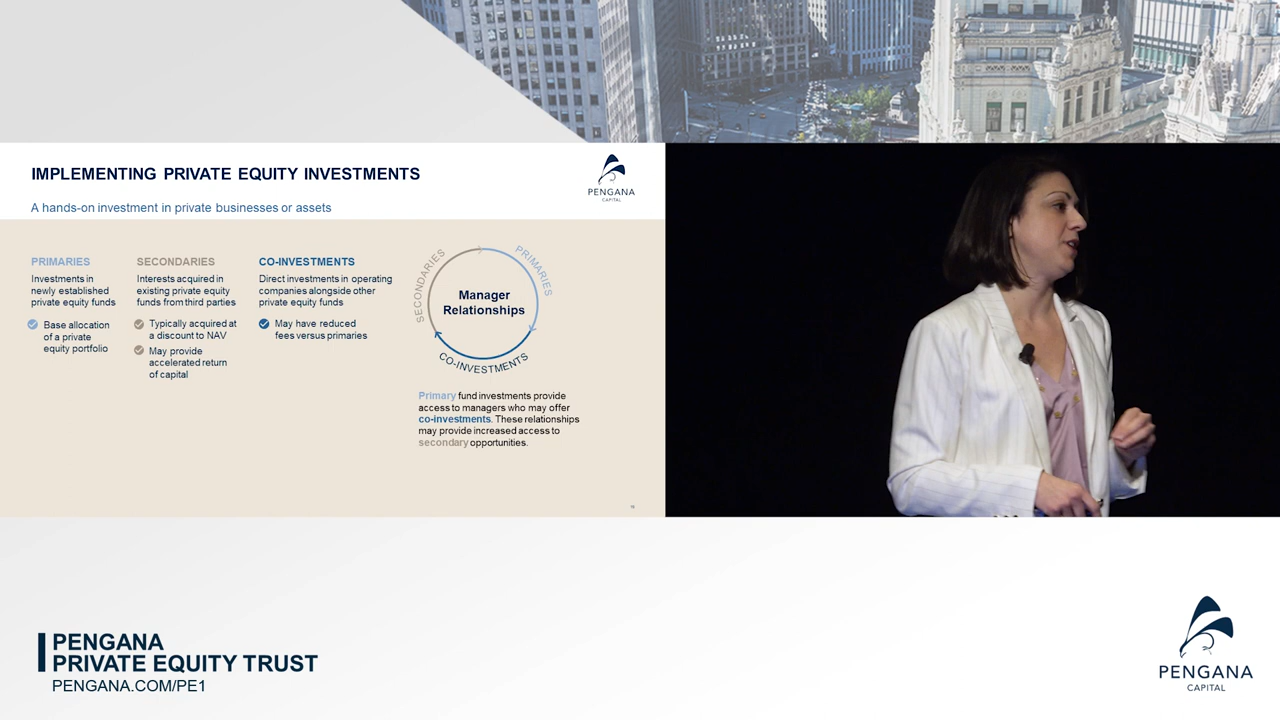 IMPLEMENTING PRIVATE EQUITY INVESTMENTS
A hands-on investment in private businesses or assets
PENGANA
CAPITAL
PRIMARIES
Investments in
newly established
private equity funds
Base allocation
of a private
equity portfolio
SECONDARIES
Interests acquired in
existing private equity
funds from third parties
Typically acquired at
a discount to NAV
May provide
accelerated return
of capital
CO-INVESTMENTS
Direct investments in operating
companies alongside other
private equity funds
May have reduced
fees versus primaries
SECONDARIES
PRIMARIES
Manager
Relationships
CO-INVESTMENTS
Primary fund investments provide
access to managers who may offer
co-investments. These relationships
may provide increased access to
secondary opportunities.
PENGANA
PRIVATE EQUITY TRUST
PENGANA.COM/PE1
PENGANA
CAPITAL